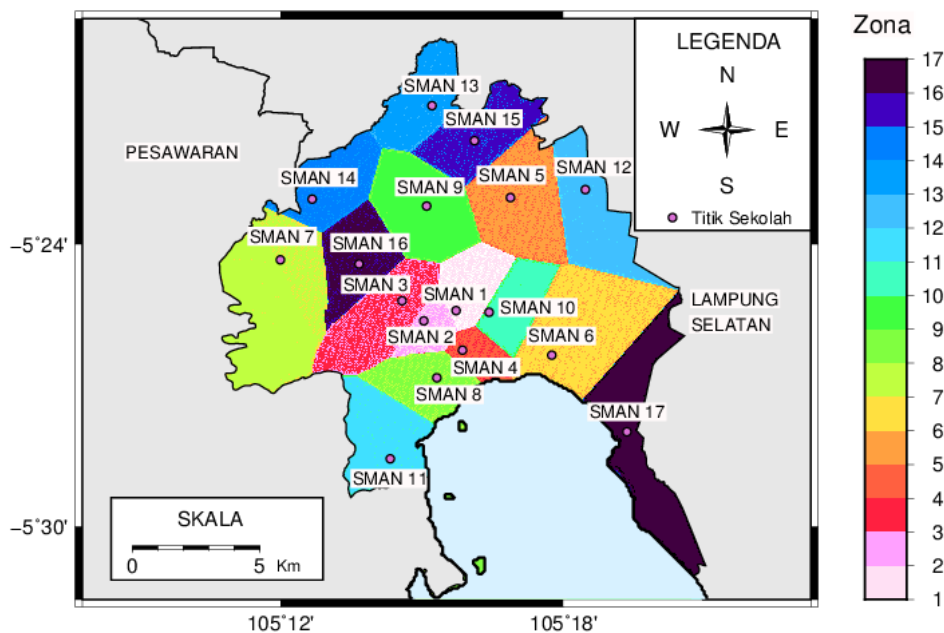 Zona
LEGENDA
N
W E
S
Titik Sekolah
PESAWARAN
LAMPUNG
SELATAN
SMAN 13
SMAN 15
SMAN 14
SMAN 9
SMAN 5
SMAN 12
SMAN 7
SMAN 16
SMAN 3
SMAN 1
SMAN 10
SMAN 2
SMAN 6
SMAN 4
SMAN 8
SMAN 17
SMAN 11
SKALA
0 5 Km
−5˚24'
−5˚30'
105˚12' 105˚18'
17
16
15
14
13
12
11
10
9
8
7
6
5
4
3
2
1